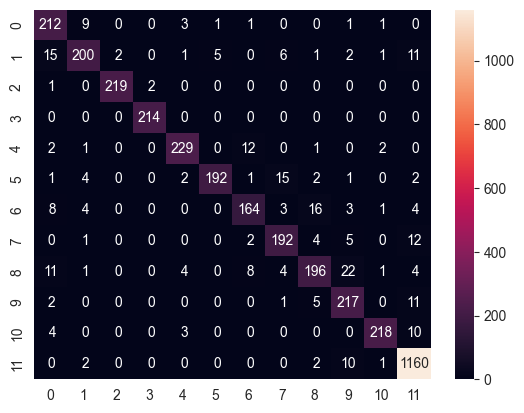 0 212 9 0 0 3 1 1 0 0 1 1 0
1 15 200 2 0 1 5 0 6 1 2 1 11
2 1 0 219 2 0 0 0 0 0 0 0 0
3 0 0 0 214 0 0 0 0 0 0 0 0
4 2 1 0 0 229 0 12 0 1 0 2 0
5 1 4 0 0 2 192 1 15 2 1 0 2
6 8 4 0 0 0 0 164 3 16 3 1 4
7 0 1 0 0 0 0 2 192 4 5 0 12
8 11 1 0 0 4 0 8 4 196 22 1 4
9 2 0 0 0 0 0 0 1 5 217 0 11
10 4 0 0 0 3 0 0 0 0 0 218 10
11 0 2 0 0 0 0 0 0 2 10 1 1160
0 1 2 3 4 5 6 7 8 9 10 11
1000
800
600
400
200
0